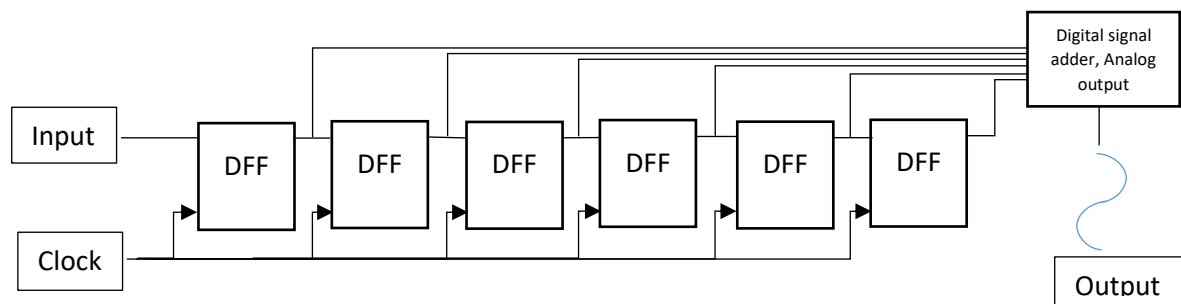 Digital signal
adder, Analog
output
Input
DFF
DFF
DFF
DFF
DFF
DFF
Clock
Output